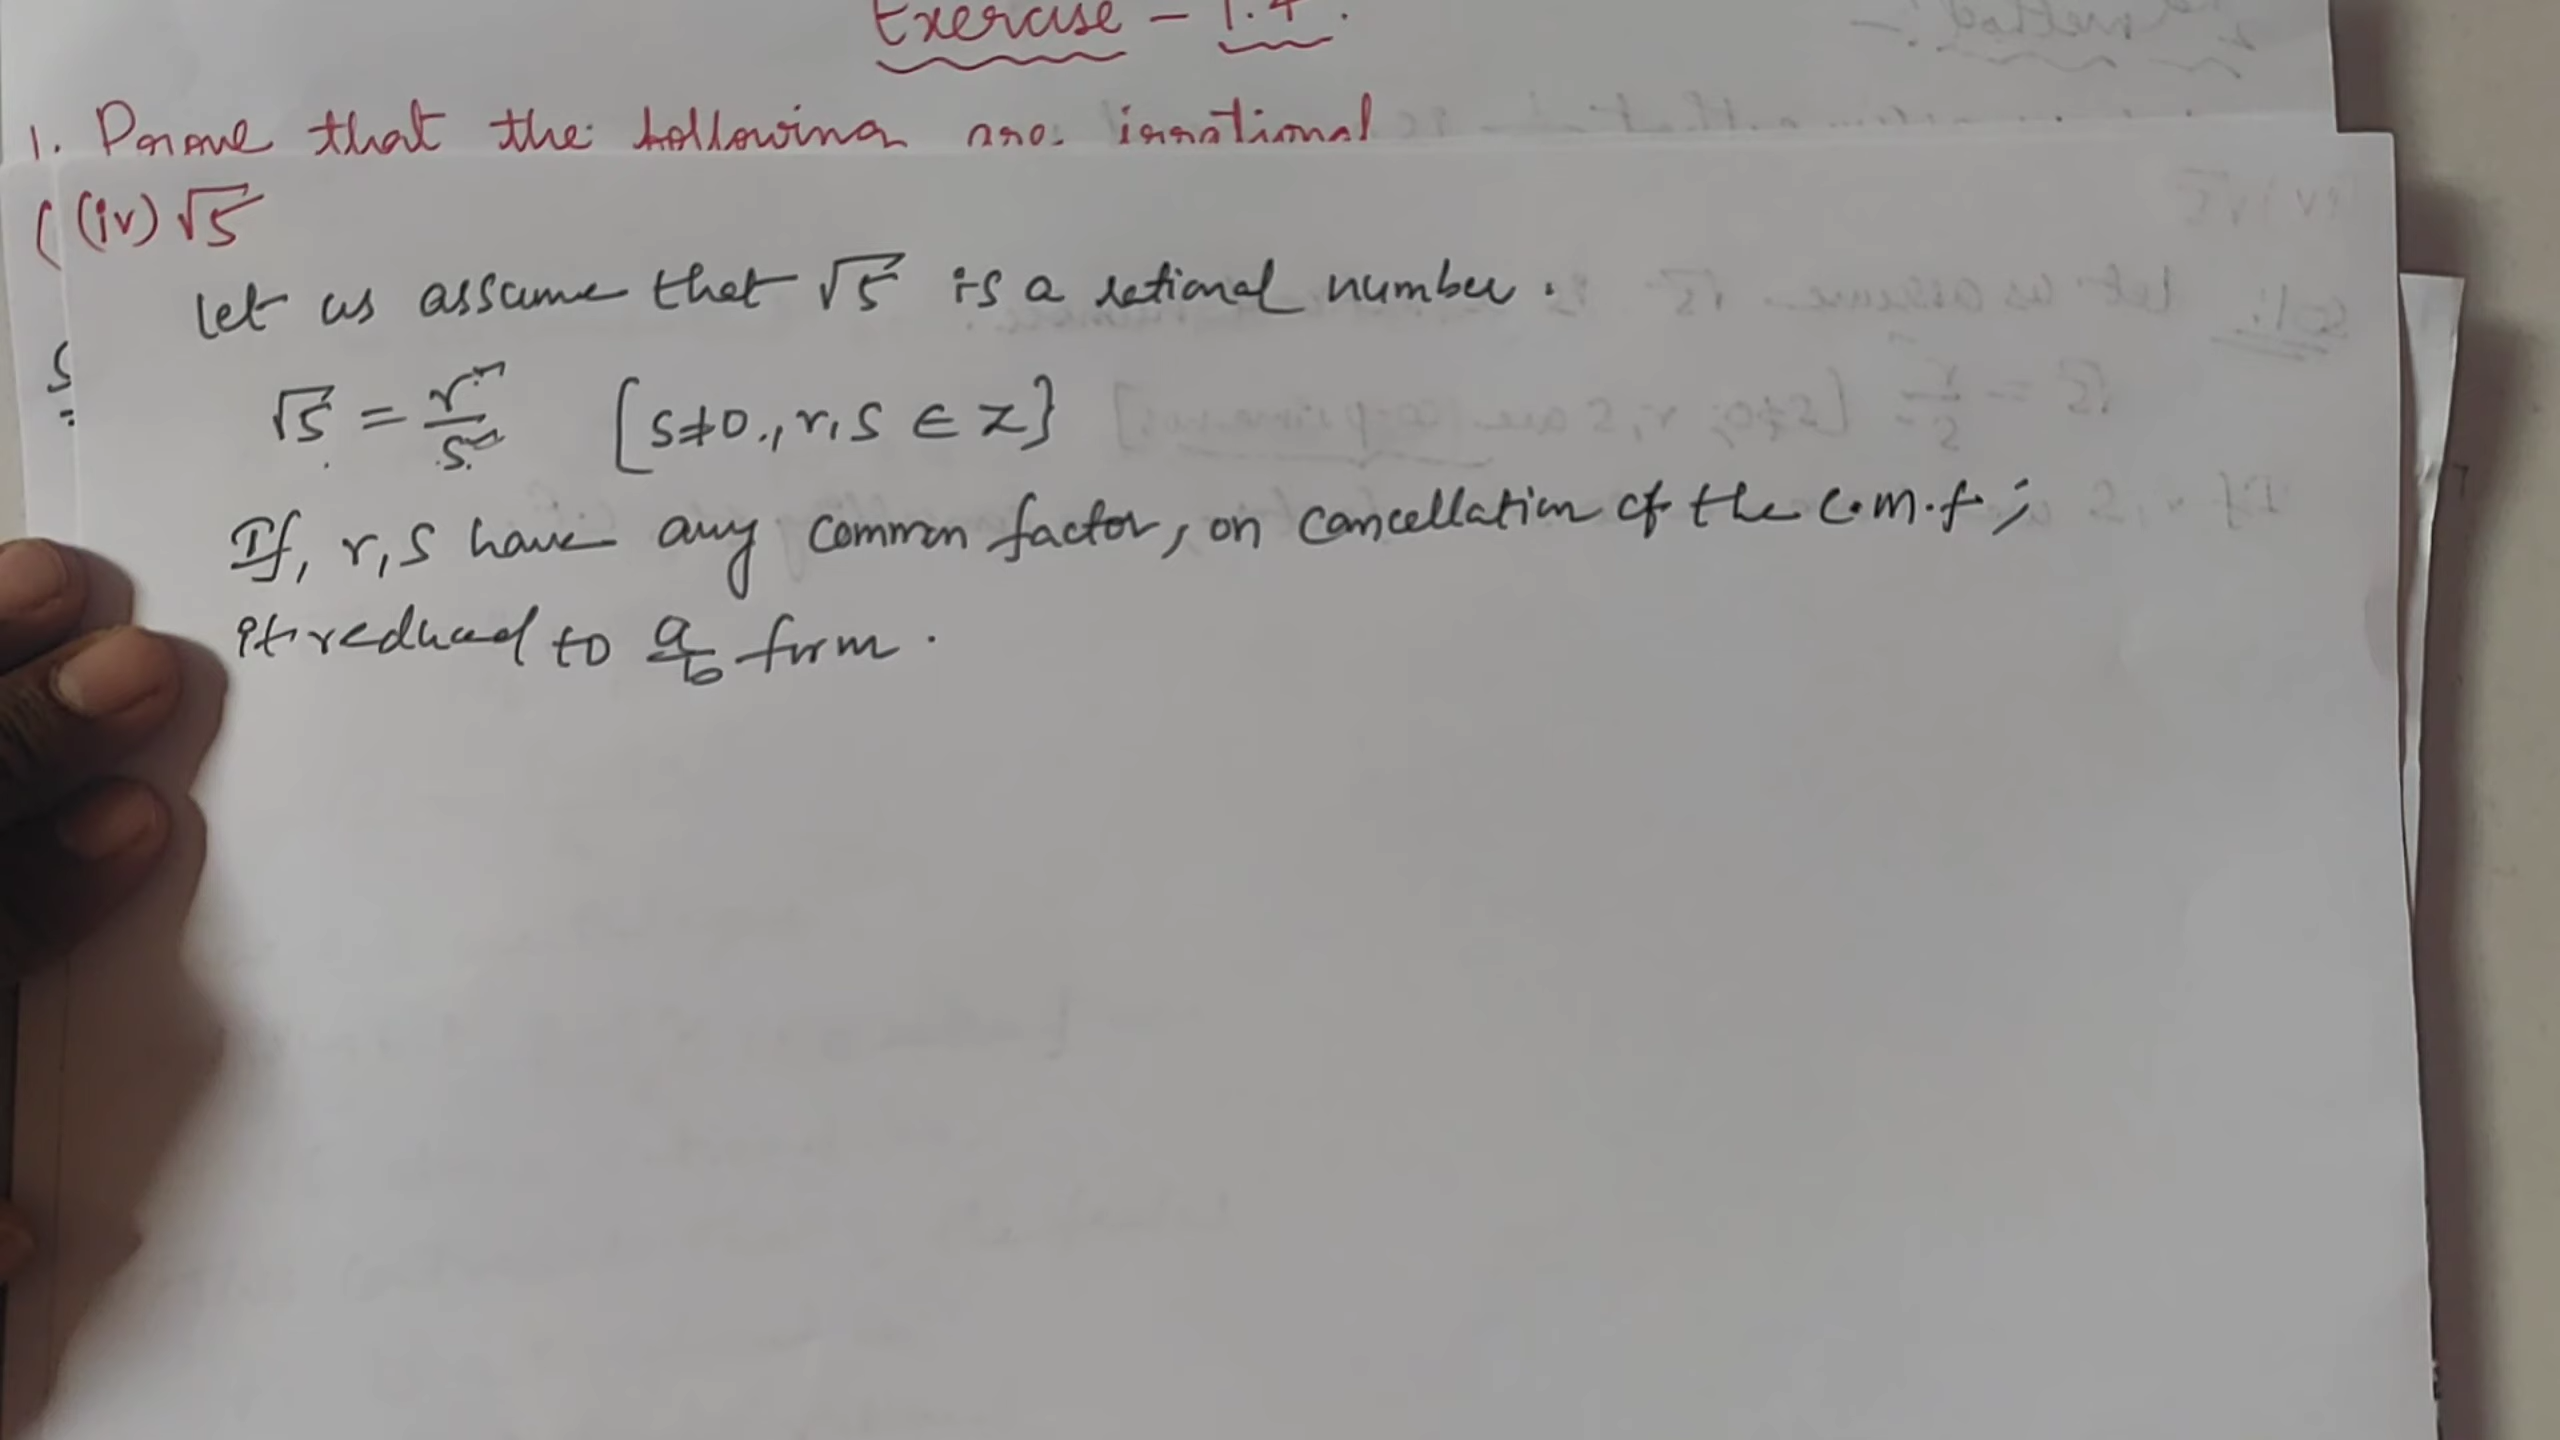 Exercise - 1.4.
1. Prove that the following are irrational
(iv) √5
let us assume that √5 is a rational number.
√5 = r/s [s≠0., r, s ∈ z}
If, r, s have any common factor, on cancellation of the c.m.f;
it reduced to a/b form.